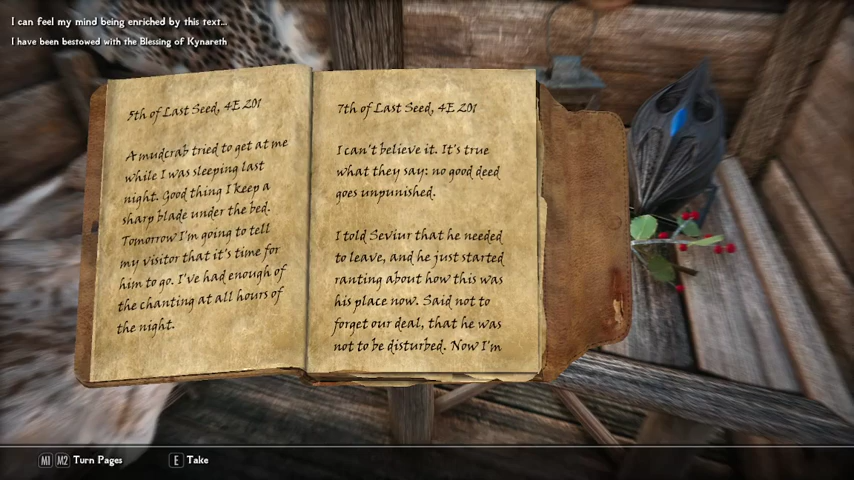 I can feel my mind being enriched by this text...
I have been bestowed with the Blessing of Kynareth
5th of Last Seed, 4E 201
A mudcrab tried to get at me
while I was sleeping last
night. Good thing I keep a
sharp blade under the bed.
Tomorrow I'm going to tell
my visitor that it's time for
him to go. I've had enough of
the chanting at all hours of
the night.
7th of Last Seed, 4E 201
I can't believe it. It's true
what they say: no good deed
goes unpunished.
I told Seviur that he needed
to leave, and he just started
ranting about how this was
his place now. Said not to
forget our deal, that he was
not to be disturbed. Now I'm
M1 M2 Turn Pages
E Take